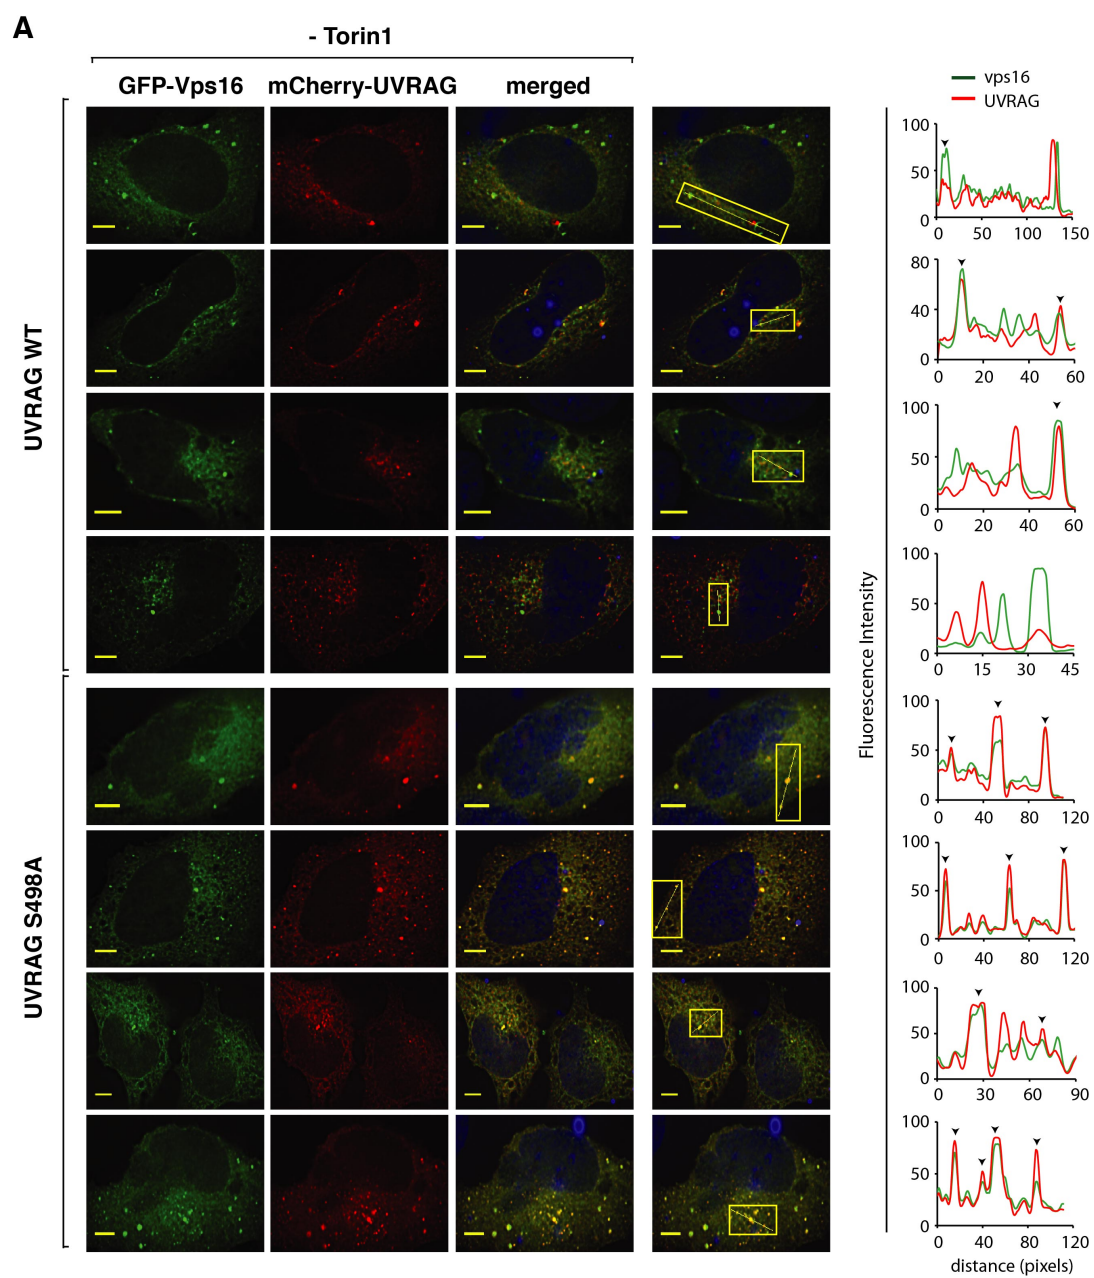 A
- Torin1
GFP-Vps16 mCherry-UVRAG merged
vps16
UVRAG
UVRAG WT
UVRAG S498A
Fluorescence Intensity
100
50
0
0 50 100 150
80
40
0
0 20 40 60
100
50
0
0 20 40 60
100
50
0
0 15 30 45
100
50
0
0 40 80 120
100
50
0
0 40 80 120
100
50
0
0 30 60 90
100
50
0
0 40 80 120
distance (pixels)